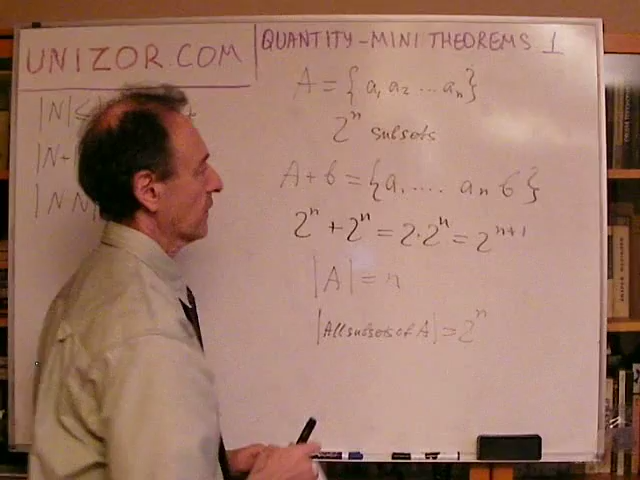 UNIZOR.COM
QUANTITY-MINI THEOREMS 1
|N| ≤
|N+
|N N
A = {a₁ a₂ ... aₙ}
2ⁿ subsets
A + b = {a₁ .... aₙ b}
2ⁿ + 2ⁿ = 2·2ⁿ = 2ⁿ⁺¹
|A| = n
|All subsets of A| = 2ⁿ